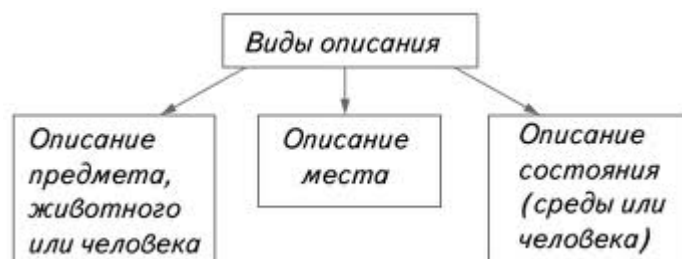 Виды описания
Описание
предмета,
животного
или человека
Описание
места
Описание
состояния
(среды или
человека)